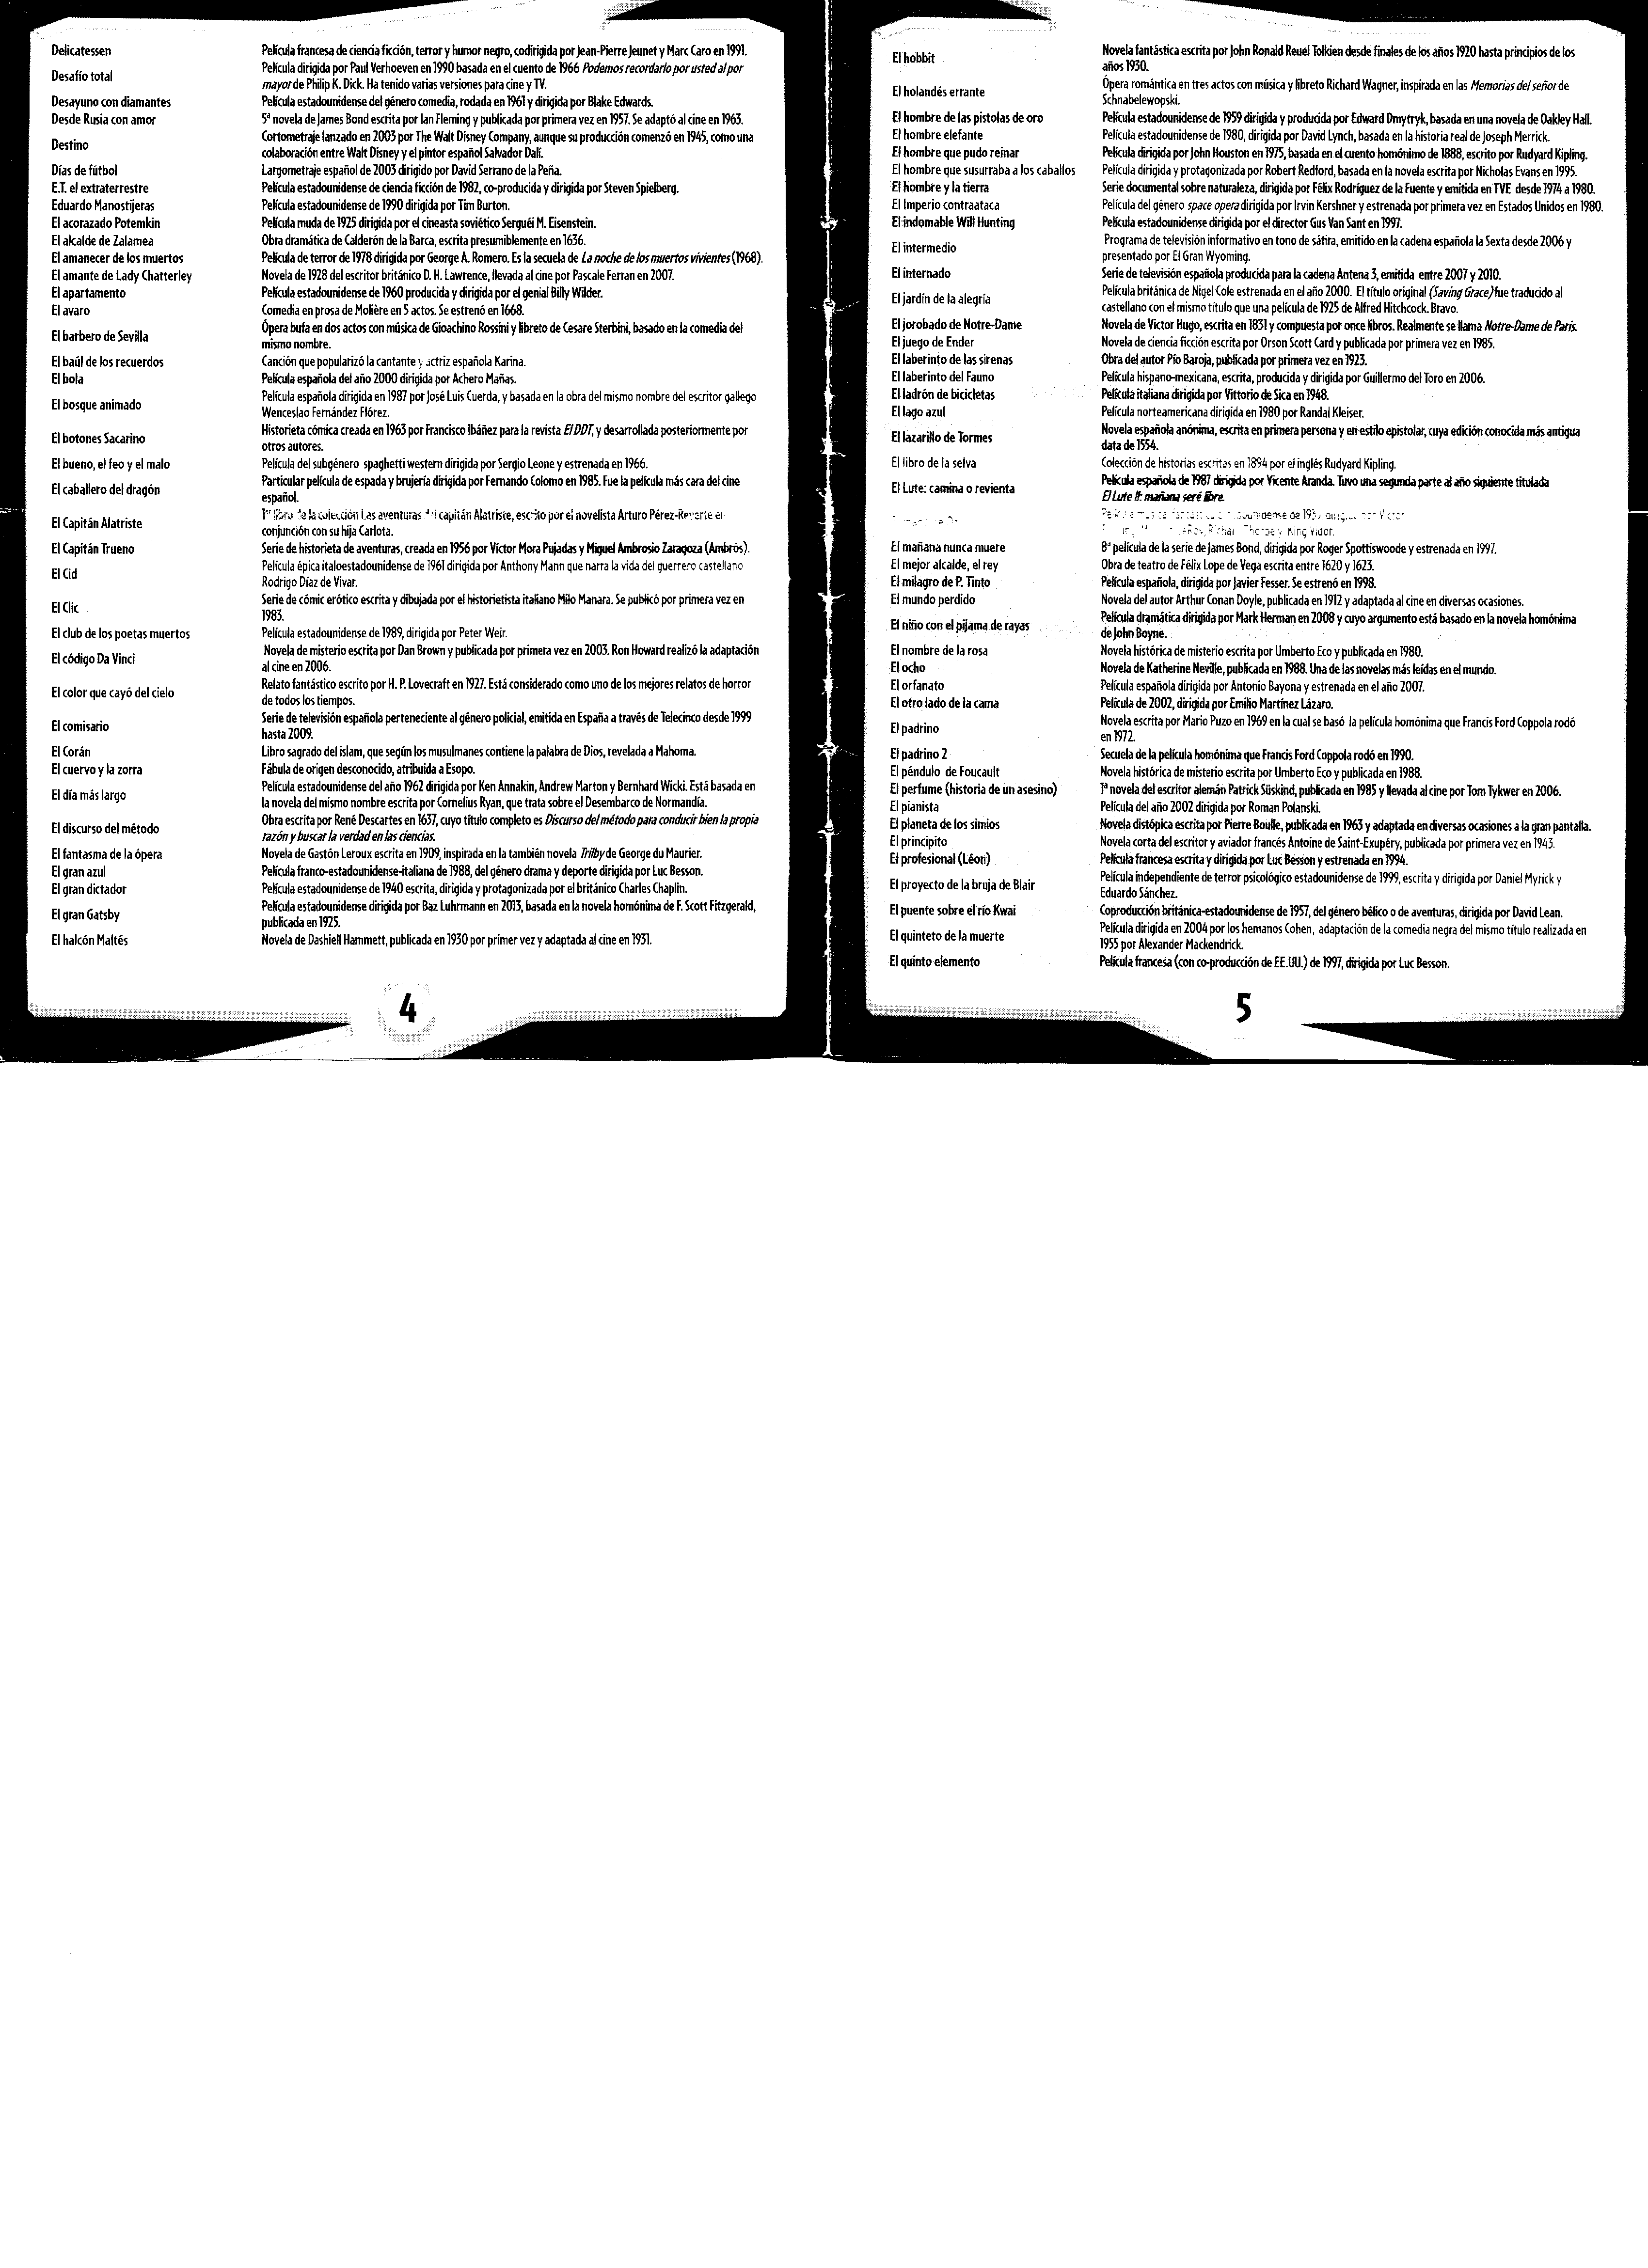 Delicatessen
Película francesa de ciencia ficción, terror y humor negro, codirigida por Jean-Pierre Jeunet y Marc Caro en 1991.
Desafío total
Película dirigida por Paul Verhoeven en 1990 basada en el cuento de 1966 Podemos recordarlo por usted al por
mayor de Philip K. Dick. Ha tenido varias versiones para cine y TV.
Desayuno con diamantes
Película estadounidense del género comedia, rodada en 1961 y dirigida por Blake Edwards.
Desde Rusia con amor
5ª novela de James Bond escrita por Ian Fleming y publicada por primera vez en 1957. Se adaptó al cine en 1963.
Destino
Cortometraje lanzado en 2003 por The Walt Disney Company, aunque su producción comenzó en 1945, como una
colaboración entre Walt Disney y el pintor español Salvador Dalí.
Días de fútbol
Largometraje español de 2003 dirigido por David Serrano de la Peña.
E.T. el extraterrestre
Película estadounidense de ciencia ficción de 1982, co-producida y dirigida por Steven Spielberg.
Eduardo Manostijeras
Película estadounidense de 1990 dirigida por Tim Burton.
El acorazado Potemkin
Película muda de 1925 dirigida por el cineasta soviético Serguéi M. Eisenstein.
El alcalde de Zalamea
Obra dramática de Calderón de la Barca, escrita presumiblemente en 1636.
El amanecer de los muertos
Película de terror de 1978 dirigida por George A. Romero. Es la secuela de La noche de los muertos vivientes (1968).
El amante de Lady Chatterley
Novela de 1928 del escritor británico D. H. Lawrence, llevada al cine por Pascale Ferran en 2007.
El apartamento
Película estadounidense de 1960 producida y dirigida por el genial Billy Wilder.
El avaro
Comedia en prosa de Molière en 5 actos. Se estrenó en 1668.
El barbero de Sevilla
Ópera bufa en dos actos con música de Gioachino Rossini y libreto de Cesare Sterbini, basado en la comedia del
mismo nombre.
El baúl de los recuerdos
Canción que popularizó la cantante y actriz española Karina.
El bola
Película española del año 2000 dirigida por Achero Mañas.
El bosque animado
Película española dirigida en 1987 por José Luis Cuerda, y basada en la obra del mismo nombre del escritor gallego
Wenceslao Fernández Flórez.
El botones Sacarino
Historieta cómica creada en 1963 por Francisco Ibáñez para la revista El DDT, y desarrollada posteriormente por
otros autores.
El bueno, el feo y el malo
Película del subgénero spaghetti western dirigida por Sergio Leone y estrenada en 1966.
El caballero del dragón
Particular película de espada y brujería dirigida por Fernando Colomo en 1985. Fue la película más cara del cine
español.
El Capitán Alatriste
1er libro de la colección Las aventuras del capitán Alatriste, escrito por el novelista Arturo Pérez-Reverte en
conjunción con su hija Carlota.
El Capitán Trueno
Serie de historieta de aventuras, creada en 1956 por Víctor Mora Pujadas y Miguel Ambrosio Zaragoza (Ambrós).
El Cid
Película épica italoestadounidense de 1961 dirigida por Anthony Mann que narra la vida del guerrero castellano
Rodrigo Díaz de Vivar.
El Clic
Serie de cómic erótico escrita y dibujada por el historietista italiano Milo Manara. Se publicó por primera vez en
1983.
El club de los poetas muertos
Película estadounidense de 1989, dirigida por Peter Weir.
El código Da Vinci
Novela de misterio escrita por Dan Brown y publicada por primera vez en 2003. Ron Howard realizó la adaptación
al cine en 2006.
El color que cayó del cielo
Relato fantástico escrito por H. P. Lovecraft en 1927. Está considerado como uno de los mejores relatos de horror
de todos los tiempos.
El comisario
Serie de televisión española perteneciente al género policial, emitida en España a través de Telecinco desde 1999
hasta 2009.
El Corán
Libro sagrado del islam, que según los musulmanes contiene la palabra de Dios, revelada a Mahoma.
El cuervo y la zorra
Fábula de origen desconocido, atribuida a Esopo.
El día más largo
Película estadounidense del año 1962 dirigida por Ken Annakin, Andrew Marton y Bernhard Wicki. Está basada en
la novela del mismo nombre escrita por Cornelius Ryan, que trata sobre el Desembarco de Normandía.
El discurso del método
Obra escrita por René Descartes en 1637, cuyo título completo es Discurso del método para conducir bien la propia
razón y buscar la verdad en las ciencias.
El fantasma de la ópera
Novela de Gastón Leroux escrita en 1909, inspirada en la también novela Trilby de George du Maurier.
El gran azul
Película franco-estadounidense-italiana de 1988, del género drama y deporte dirigida por Luc Besson.
El gran dictador
Película estadounidense de 1940 escrita, dirigida y protagonizada por el británico Charles Chaplin.
El gran Gatsby
Película estadounidense dirigida por Baz Luhrmann en 2013, basada en la novela homónima de F. Scott Fitzgerald,
publicada en 1925.
El halcón Maltés
Novela de Dashiell Hammett, publicada en 1930 por primer vez y adaptada al cine en 1931.
4
El hobbit
Novela fantástica escrita por John Ronald Reuel Tolkien desde finales de los años 1920 hasta principios de los
años 1930.
El holandés errante
Ópera romántica en tres actos con música y libreto Richard Wagner, inspirada en las Memorias del señor de
Schnabelewopski.
El hombre de las pistolas de oro
Película estadounidense de 1959 dirigida y producida por Edward Dmytryk, basada en una novela de Oakley Hall.
El hombre elefante
Película estadounidense de 1980, dirigida por David Lynch, basada en la historia real de Joseph Merrick.
El hombre que pudo reinar
Película dirigida por John Houston en 1975, basada en el cuento homónimo de 1888, escrito por Rudyard Kipling.
El hombre que susurraba a los caballos
Película dirigida y protagonizada por Robert Redford, basada en la novela escrita por Nicholas Evans en 1995.
El hombre y la tierra
Serie documental sobre naturaleza, dirigida por Félix Rodríguez de la Fuente y emitida en TVE desde 1974 a 1980.
El Imperio contraataca
Película del género space opera dirigida por Irvin Kershner y estrenada por primera vez en Estados Unidos en 1980.
El indomable Will Hunting
Película estadounidense dirigida por el director Gus Van Sant en 1997.
El intermedio
Programa de televisión informativo en tono de sátira, emitido en la cadena española la Sexta desde 2006 y
presentado por El Gran Wyoming.
El internado
Serie de televisión española producida para la cadena Antena 3, emitida entre 2007 y 2010.
El jardín de la alegría
Película británica de Nigel Cole estrenada en el año 2000. El título original (Saving Grace) fue traducido al
castellano con el mismo título que una película de 1925 de Alfred Hitchcock. Bravo.
El jorobado de Notre-Dame
Novela de Victor Hugo, escrita en 1831 y compuesta por once libros. Realmente se llama Notre-Dame de Paris.
El juego de Ender
Novela de ciencia ficción escrita por Orson Scott Card y publicada por primera vez en 1985.
El laberinto de las sirenas
Obra del autor Pío Baroja, publicada por primera vez en 1923.
El laberinto del Fauno
Película hispano-mexicana, escrita, producida y dirigida por Guillermo del Toro en 2006.
El ladrón de bicicletas
Película italiana dirigida por Vittorio de Sica en 1948.
El lago azul
Película norteamericana dirigida en 1980 por Randal Kleiser.
El lazarillo de Tormes
Novela española anónima, escrita en primera persona y en estilo epistolar, cuya edición conocida más antigua
data de 1554.
El libro de la selva
Colección de historias escritas en 1894 por el inglés Rudyard Kipling.
El Lute: camina o revienta
Película española de 1987 dirigida por Vicente Aranda. Tuvo una segunda parte al año siguiente titulada
El Lute II: mañana seré libre.
de 1939, Victor
y King Vidor.
El mañana nunca muere
8ª película de la serie de James Bond, dirigida por Roger Spottiswoode y estrenada en 1997.
El mejor alcalde, el rey
Obra de teatro de Félix Lope de Vega escrita entre 1620 y 1623.
El milagro de P. Tinto
Película española, dirigida por Javier Fesser. Se estrenó en 1998.
El mundo perdido
Novela del autor Arthur Conan Doyle, publicada en 1912 y adaptada al cine en diversas ocasiones.
El niño con el pijama de rayas
Película dramática dirigida por Mark Herman en 2008 y cuyo argumento está basado en la novela homónima
de John Boyne.
El nombre de la rosa
Novela histórica de misterio escrita por Umberto Eco y publicada en 1980.
El ocho
Novela de Katherine Neville, publicada en 1988. Una de las novelas más leídas en el mundo.
El orfanato
Película española dirigida por Antonio Bayona y estrenada en el año 2007.
El otro lado de la cama
Película de 2002, dirigida por Emilio Martínez Lázaro.
El padrino
Novela escrita por Mario Puzo en 1969 en la cual se basó la película homónima que Francis Ford Coppola rodó
en 1972.
El padrino 2
Secuela de la película homónima que Francis Ford Coppola rodó en 1990.
El péndulo de Foucault
Novela histórica de misterio escrita por Umberto Eco y publicada en 1988.
El perfume (historia de un asesino)
1ª novela del escritor alemán Patrick Süskind, publicada en 1985 y llevada al cine por Tom Tykwer en 2006.
El pianista
Película del año 2002 dirigida por Roman Polanski.
El planeta de los simios
Novela distópica escrita por Pierre Boulle, publicada en 1963 y adaptada en diversas ocasiones a la gran pantalla.
El principito
Novela corta del escritor y aviador francés Antoine de Saint-Exupéry, publicada por primera vez en 1943.
El profesional (Léon)
Película francesa escrita y dirigida por Luc Besson y estrenada en 1994.
El proyecto de la bruja de Blair
Película independiente de terror psicológico estadounidense de 1999, escrita y dirigida por Daniel Myrick y
Eduardo Sánchez.
El puente sobre el río Kwai
Coproducción británica-estadounidense de 1957, del género bélico o de aventuras, dirigida por David Lean.
El quinteto de la muerte
Película dirigida en 2004 por los hemanos Cohen, adaptación de la comedia negra del mismo título realizada en
1955 por Alexander Mackendrick.
El quinto elemento
Película francesa (con co-producción de EE.UU.) de 1997, dirigida por Luc Besson.
5